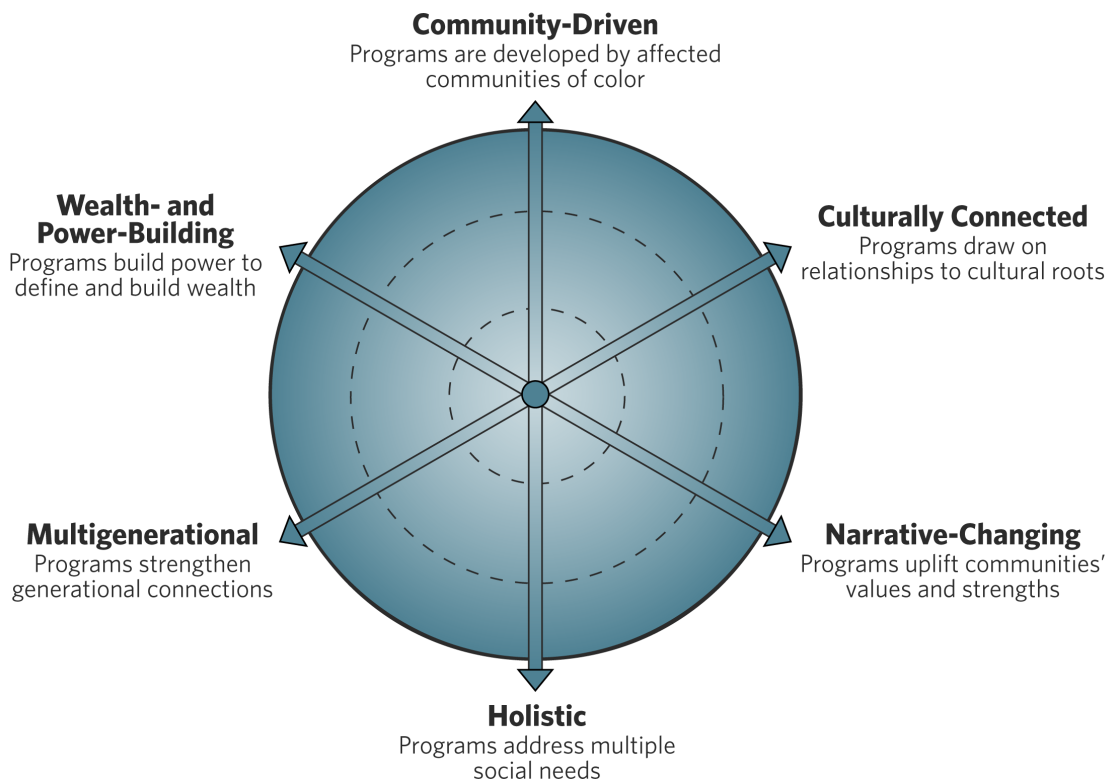 Community-Driven
Programs are developed by affected
communities of color
Wealth- and
Power-Building
Programs build power to
define and build wealth
Culturally Connected
Programs draw on
relationships to cultural roots
Multigenerational
Programs strengthen
generational connections
Narrative-Changing
Programs uplift communities’
values and strengths
Holistic
Programs address multiple
social needs